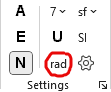 A 7 sf
E U SI
N rad
Settings